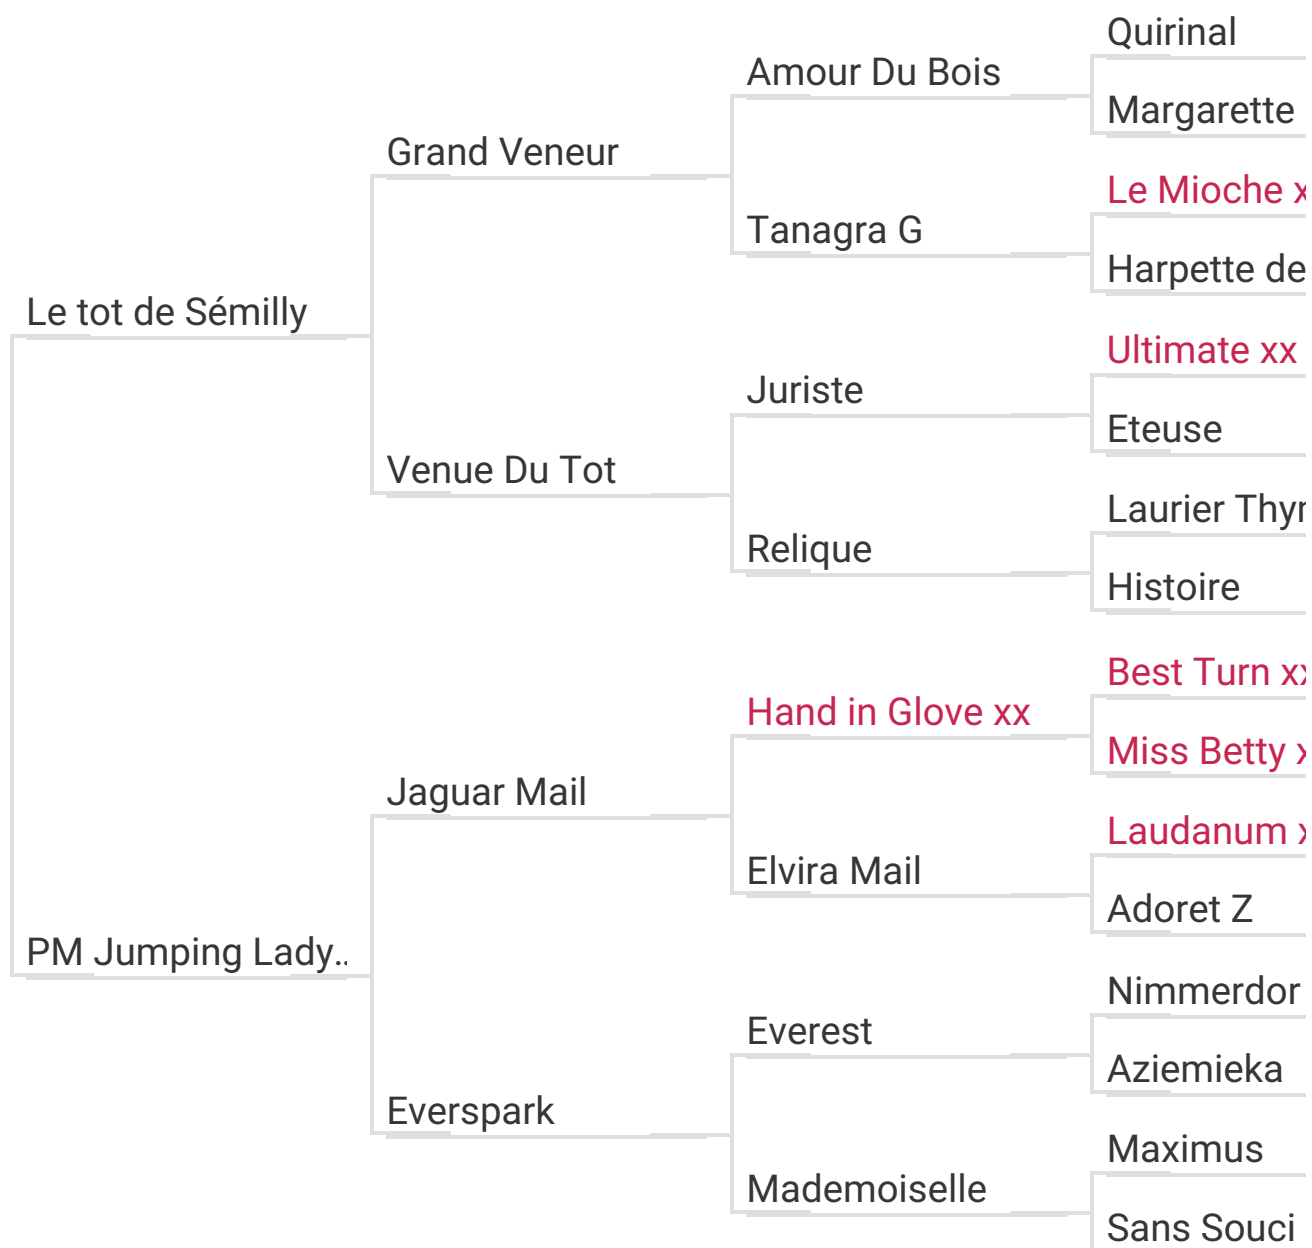 Quirinal
Amour Du Bois
Margarette
Grand Veneur
Le Mioche
Tanagra G
Harpette de
Le tot de Sémilly
Ultimate xx
Juriste
Eteuse
Venue Du Tot
Laurier
Relique
Histoire
Best Turn xx
Hand in Glove xx
Miss Betty
Jaguar Mail
Laudanum
Elvira Mail
Adoret Z
PM Jumping Lady..
Nimmerdor
Everest
Aziemieka
Everspark
Maximus
Mademoiselle
Sans Souci